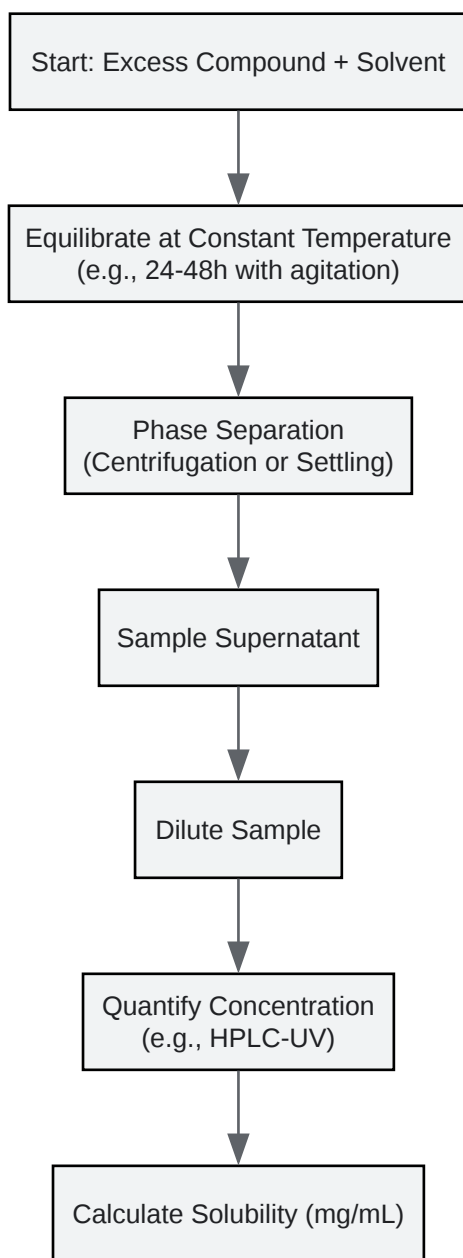 Start: Excess Compound + Solvent
Equilibrate at Constant Temperature
(e.g., 24-48h with agitation)
Phase Separation
(Centrifugation or Settling)
Sample Supernatant
Dilute Sample
Quantify Concentration
(e.g., HPLC-UV)
Calculate Solubility (mg/mL)